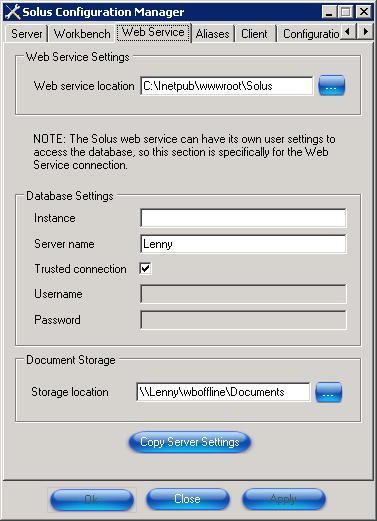 Solus Configuration Manager
Server Workbench Web Service Aliases Client Configuratio
Web Service Settings
Web service location C:\Inetpub\wwwroot\Solus ...
NOTE: The Solus web service can have its own user settings to
access the database, so this section is specifically for the Web
Service connection.
Database Settings
Instance
Server name Lenny
Trusted connection
Username
Password
Document Storage
Storage location \\Lenny\wboffline\Documents ...
Copy Server Settings
Ok Close Apply